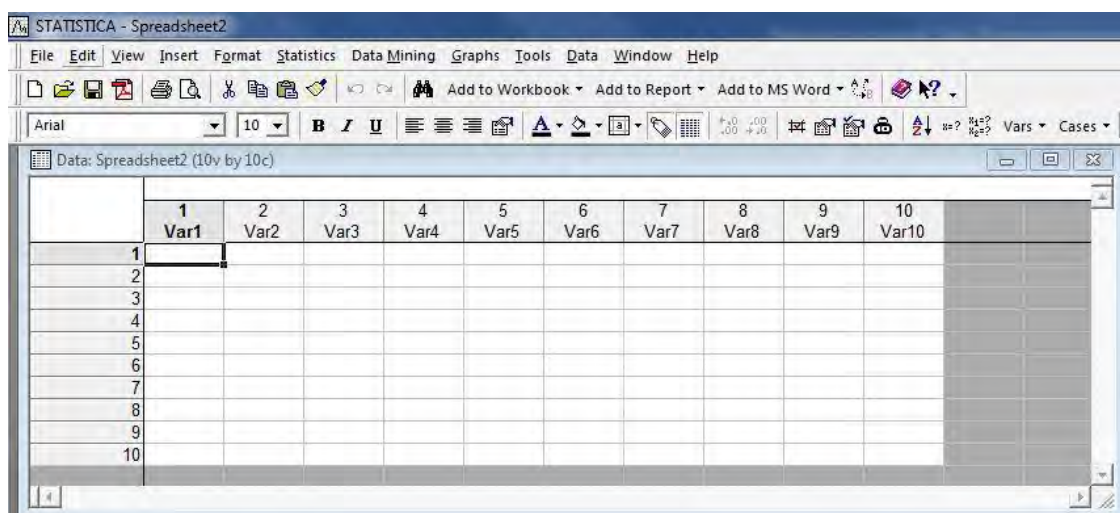 STATISTICA - Spreadsheet2
File Edit View Insert Format Statistics Data Mining Graphs Tools Data Window Help
Add to Workbook Add to Report Add to MS Word
Arial 10 B I U A Vars Cases
Data: Spreadsheet2 (10v by 10c)
1 2 3 4 5 6 7 8 9 10
Var1 Var2 Var3 Var4 Var5 Var6 Var7 Var8 Var9 Var10
1
2
3
4
5
6
7
8
9
10